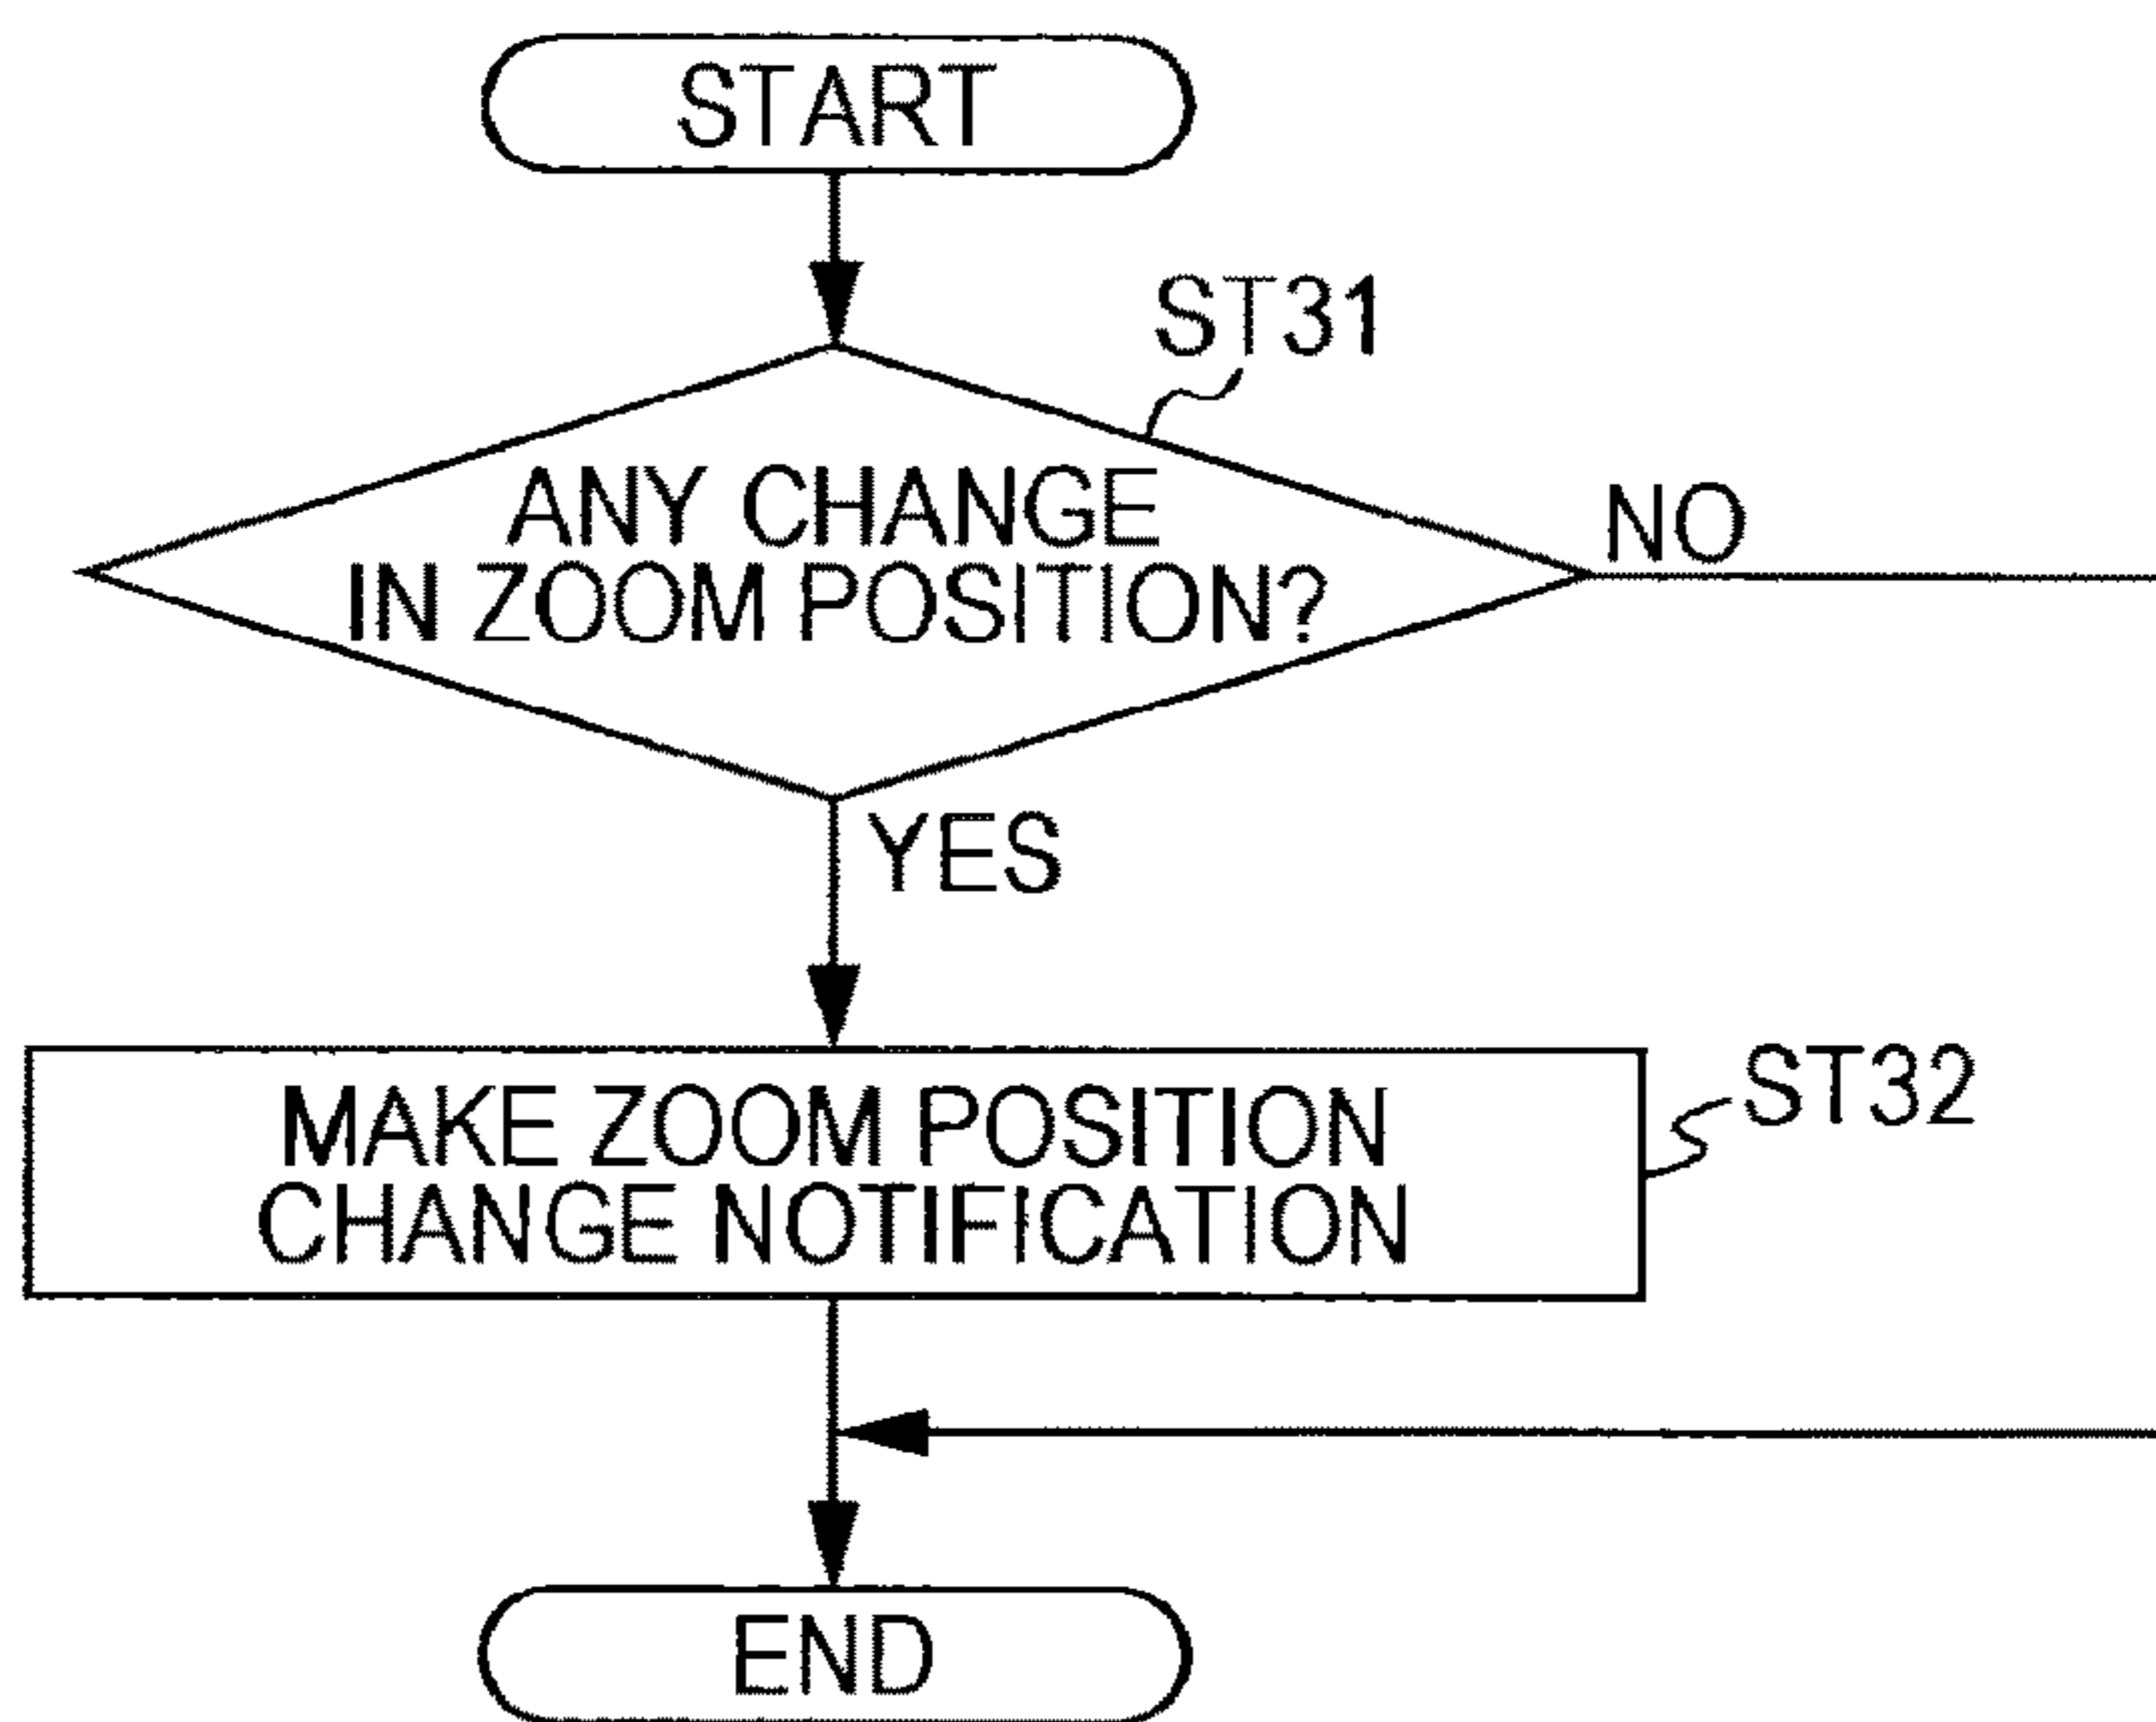 START
ST31
ANY CHANGE
IN ZOOM POSITION?
NO
YES
MAKE ZOOM POSITION
CHANGE NOTIFICATION
ST32
END